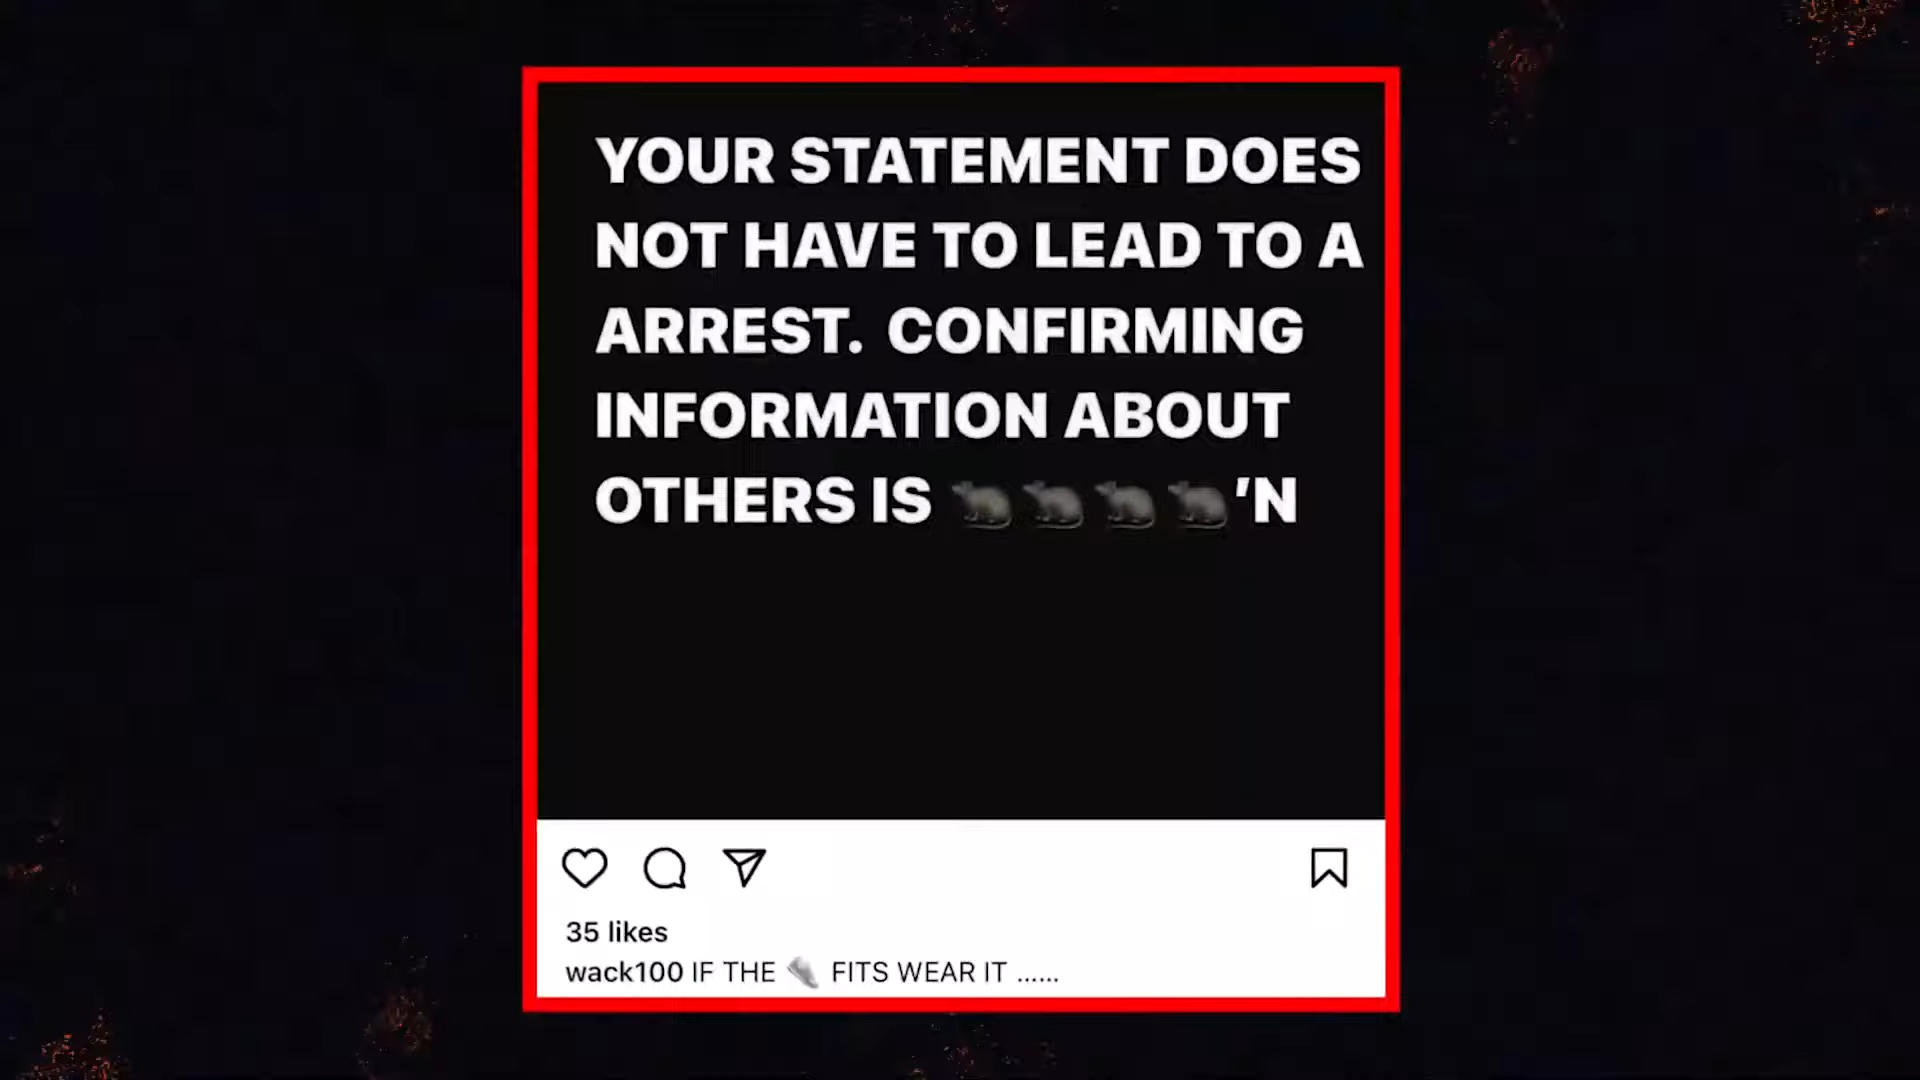 YOUR STATEMENT DOES
NOT HAVE TO LEAD TO A
ARREST. CONFIRMING
INFORMATION ABOUT
OTHERS IS 🐀🐀🐀🐀'N
35 likes
wack100 IF THE 👟 FITS WEAR IT ......